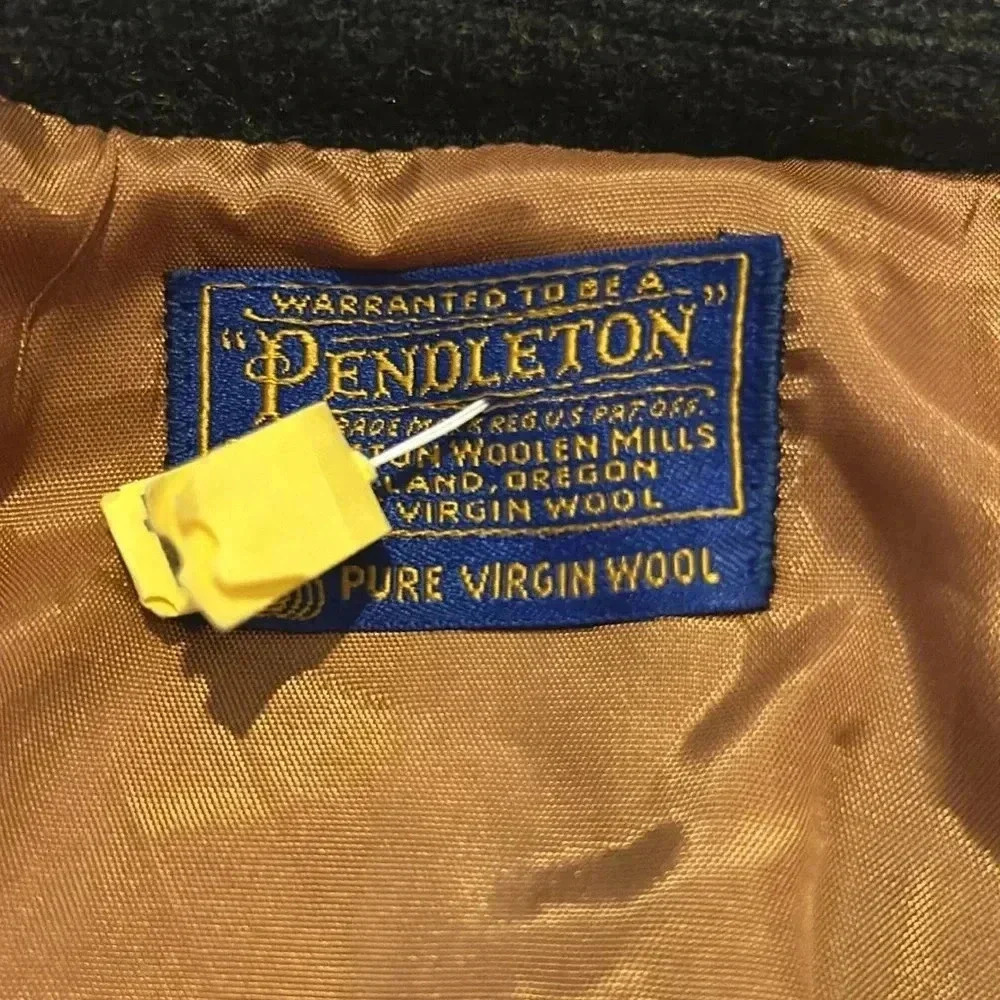 WARRANTED TO BE A
"PENDLETON"
REG U.S. PAT. OFF.
WOOLEN MILLS
OREGON
VIRGIN WOOL
PURE VIRGIN WOOL